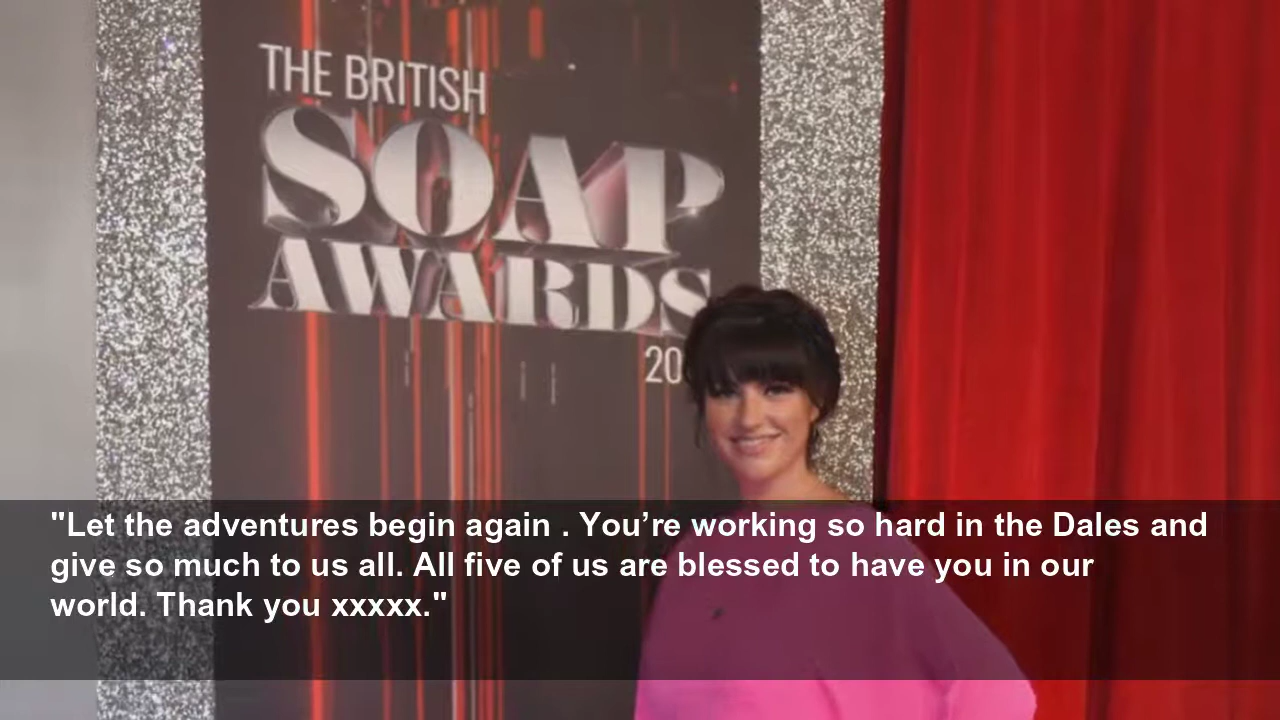 THE BRITISH
SOAP
AWARDS
20
"Let the adventures begin again . You’re working so hard in the Dales and
give so much to us all. All five of us are blessed to have you in our
world. Thank you xxxxx."